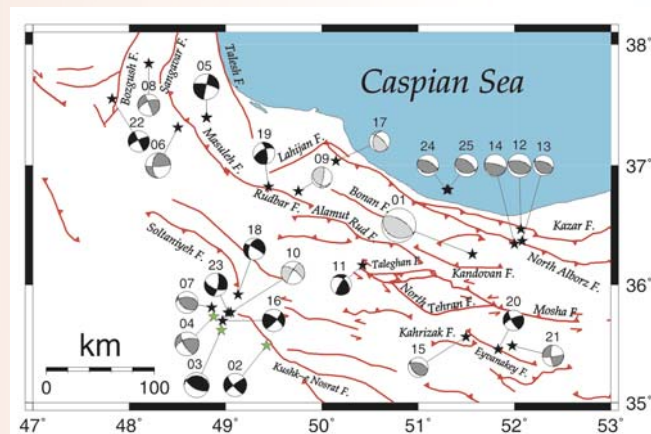 38°
37°
36°
35°
47°
48°
49°
50°
51°
52°
53°
Caspian Sea
Bozgush F.
Sangavar F.
Talesh F.
Masuleh F.
Lahijan F.
Rudbar F.
Bonan F.
Alamut Rud F.
Soltaniyeh F.
Taleghan F.
Kandovan F.
North Tehran F.
Kazar F.
North Alborz F.
Mosha F.
Kahrizak F.
Eyvanakey F.
Kushk-e Nosrat F.
08
05
22
06
19
09
17
24
25
14
12
13
01
18
10
23
07
11
16
04
03
02
20
15
21
km
0
100